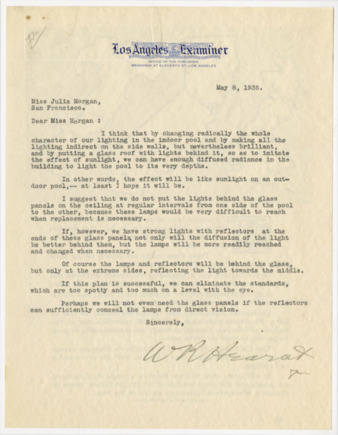 Los Angeles Examiner
OFFICE OF THE PUBLISHER
BROADWAY AT ELEVENTH ST., LOS ANGELES
May 8, 1935.
Miss Julia Morgan,
San Francisco.
Dear Miss Morgan :
I think that by changing radically the whole
character of our lighting in the indoor pool and by making all the
lighting indirect on the side walls, but nevertheless brilliant,
and by putting a glass roof with lights behind it, so as to imitate
the effect of sunlight, we can have enough diffused radiance in the
building to light the pool to its very depths.
In other words, the effect will be like sunlight on an out-
door pool,-- at least I hope it will be.
I suggest that we do not put the lights behind the glass
panels on the ceiling at regular intervals from one side of the pool
to the other, because these lamps would be very difficult to reach
when replacement is necessary.
If, however, we have strong lights with reflectors at the
ends of these glass panels, not only will the diffusion of the light
be better behind them, but the lamps will be more readily reached
and changed when necessary.
Of course the lamps and reflectors will be behind the glass,
but only at the extreme sides, reflecting the light towards the middle.
If this plan is successful, we can eliminate the standards,
which are too spotty and too much on a level with the eye.
Perhaps we will not even need the glass panels if the reflectors
can sufficiently conceal the lamps from direct vision.
Sincerely,
W R Hearst